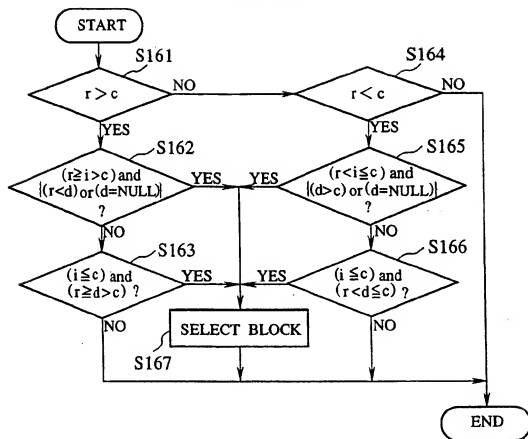 START
S161
r > c
NO
YES
S164
r < c
NO
YES
S162
(r≧i>c) and
{(r<d) or (d=NULL)}
?
YES
NO
S165
(r<i≦c) and
{(d>c) or (d=NULL)}
?
YES
NO
S163
(i≦c) and
(r≧d>c) ?
YES
NO
S166
(i ≦c) and
(r<d≦c) ?
YES
NO
SELECT BLOCK
S167
END